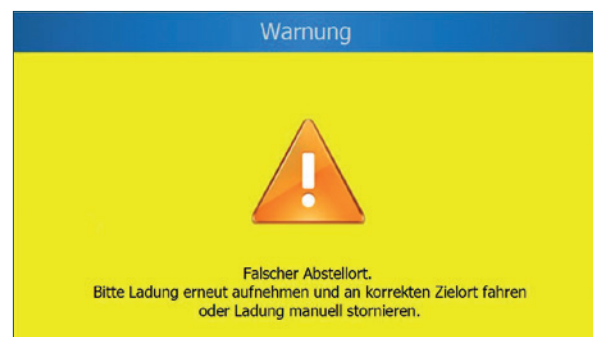 Warnung
Falscher Abstellort.
Bitte Ladung erneut aufnehmen und an korrekten Zielort fahren
oder Ladung manuell stornieren.